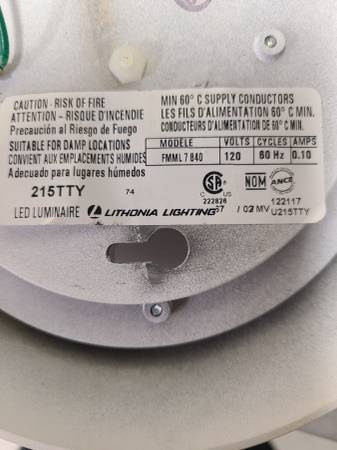 CAUTION - RISK OF FIRE
ATTENTION - RISQUE D'INCENDIE
Precaución al Riesgo de Fuego
SUITABLE FOR DAMP LOCATIONS
CONVIENT AUX EMPLACEMENTS HUMIDES
Adecuado para lugares húmedos
MIN 60° C SUPPLY CONDUCTORS
LES FILS D'ALIMENTATION 60° C MIN.
CONDUCTEURS D'ALIMENTATION DE 60° C MIN.
MODELE VOLTS CYCLES AMPS
FMML 7 840 120 60 Hz 0.10
215TTY 74
C US
222826
NOM ANCE
122117
LED LUMINAIRE LITHONIA LIGHTING 37 / 02 MV U215TTY